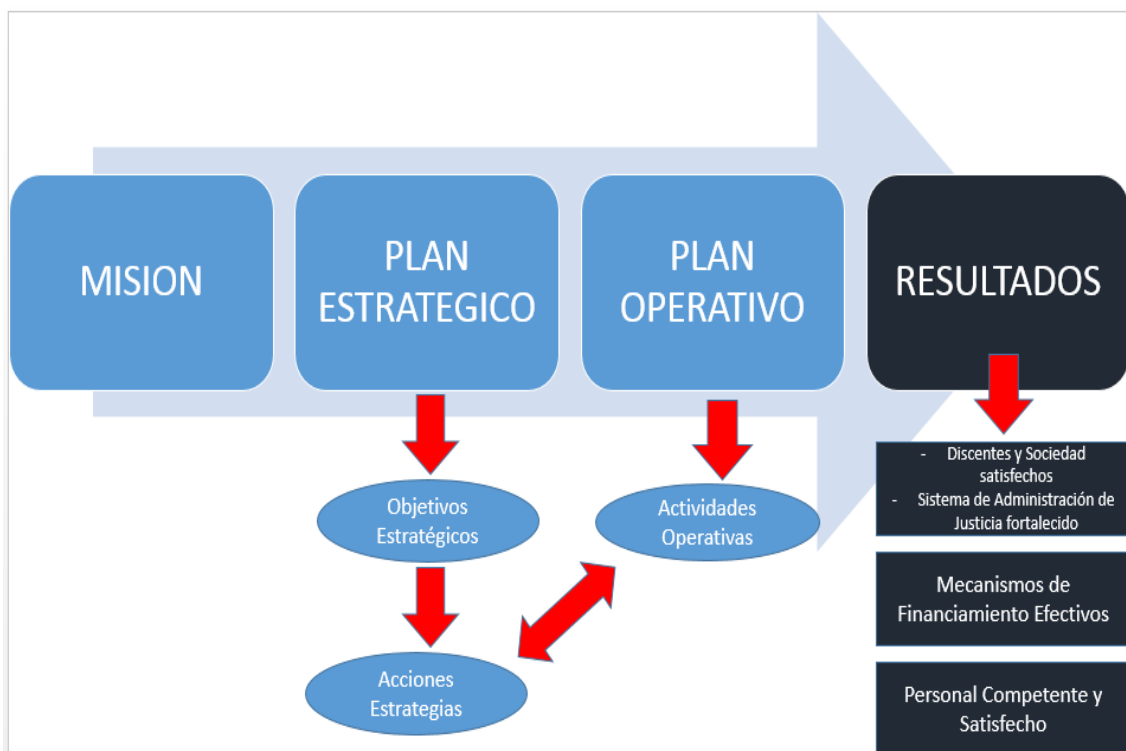 MISION
PLAN
ESTRATEGICO
PLAN
OPERATIVO
RESULTADOS
Objetivos
Estratégicos
Acciones
Estrategias
Actividades
Operativas
- Discentes y Sociedad
satisfechos
- Sistema de Administración de
Justicia fortalecido
Mecanismos de
Financiamiento Efectivos
Personal Competente y
Satisfecho